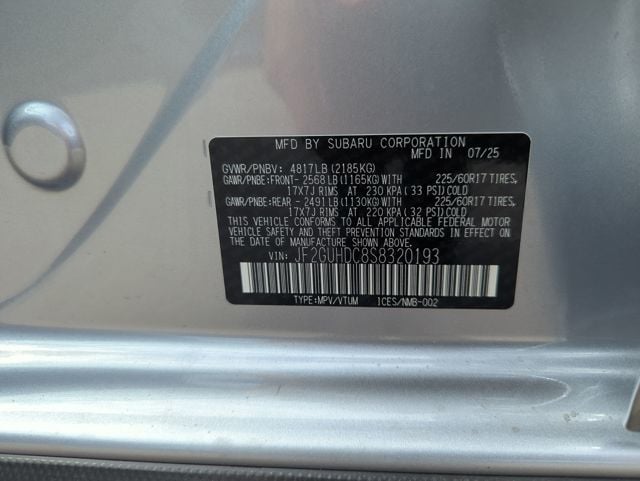 MFD BY SUBARU CORPORATION
MFD IN 07/25
GVWR/PNBV: 4817LB(2185KG)
GAWR/PNBE:FRONT-2568LB(1165KG)WITH 225/60R17 TIRES,
17X7J RIMS AT 230 KPA(33 PSI)COLD
GAWR/PNBE:REAR-2491LB(1130KG)WITH 225/60R17 TIRES,
17X7J RIMS AT 220 KPA(32 PSI)COLD
THIS VEHICLE CONFORMS TO ALL APPLICABLE FEDERAL MOTOR
VEHICLE SAFETY AND THEFT PREVENTION STANDARDS IN EFFECT
ON THE DATE OF MANUFACTURE SHOWN ABOVE.
VIN: JF2GUHDC8S8320193
TYPE:MPV/VTUM ICES/NMB-002